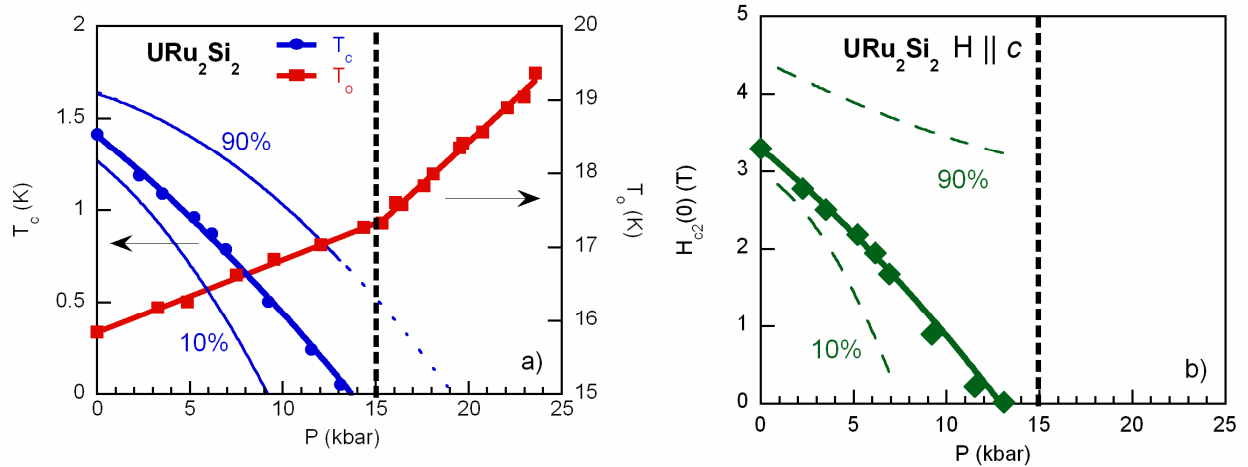 URu2Si2
Tc
To
90%
10%
a)
2
1.5
1
0.5
0
Tc (K)
20
19
18
17
16
15
To (K)
0 5 10 15 20 25
P (kbar)
URu2Si2 H || c
90%
10%
b)
5
4
3
2
1
0
Hc2(0) (T)
0 5 10 15 20 25
P (kbar)